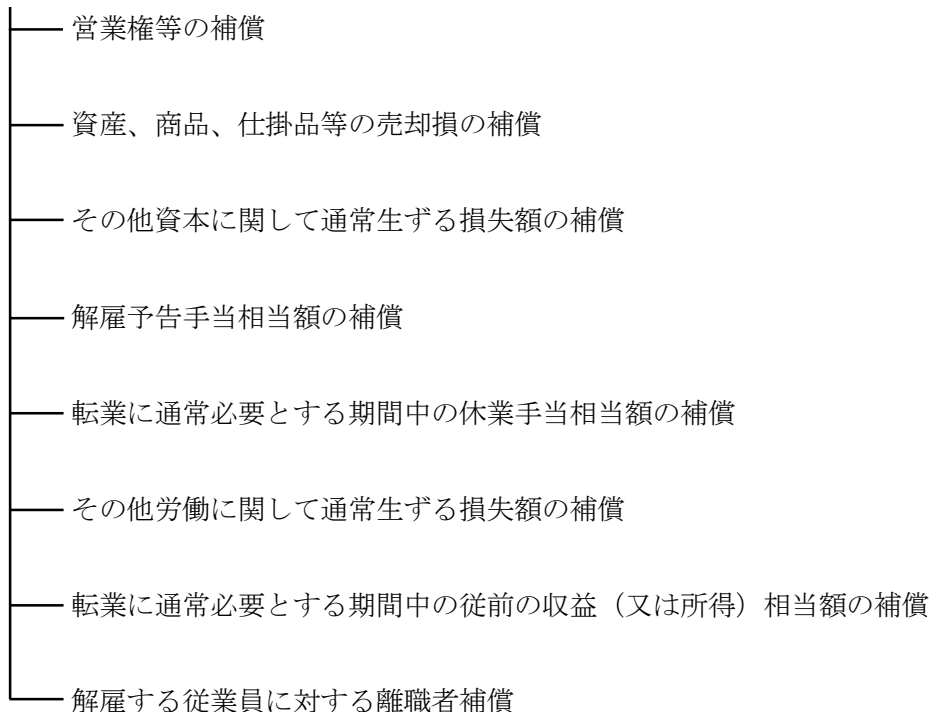 営業権等の補償
資産、商品、仕掛品等の売却損の補償
その他資本に関して通常生ずる損失額の補償
解雇予告手当相当額の補償
転業に通常必要とする期間中の休業手当相当額の補償
その他労働に関して通常生ずる損失額の補償
転業に通常必要とする期間中の従前の収益（又は所得）相当額の補償
解雇する従業員に対する離職者補償